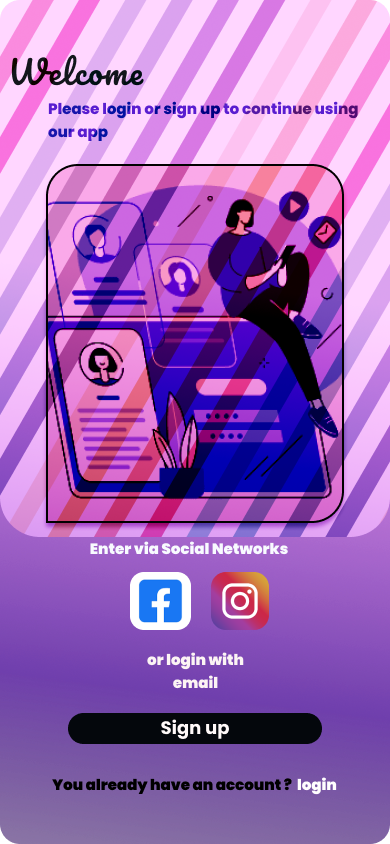 Welcome
Please login or sign up to continue using
our app
Enter via Social Networks
or login with
email
Sign up
You already have an account ? login